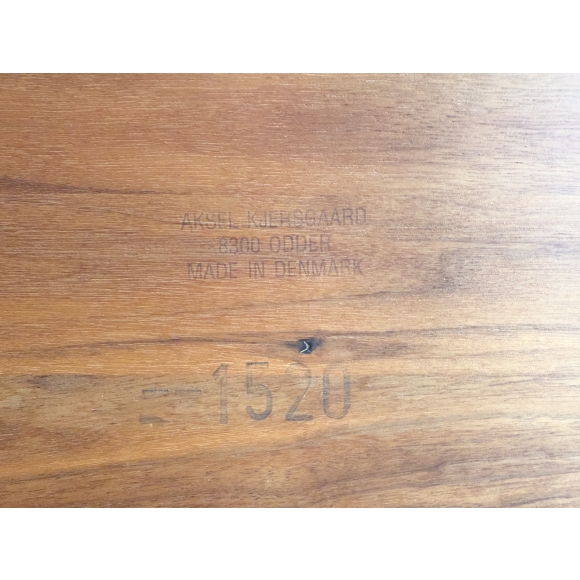 AKSEL KJERSGAARD
8300 ODDER
MADE IN DENMARK
-1520